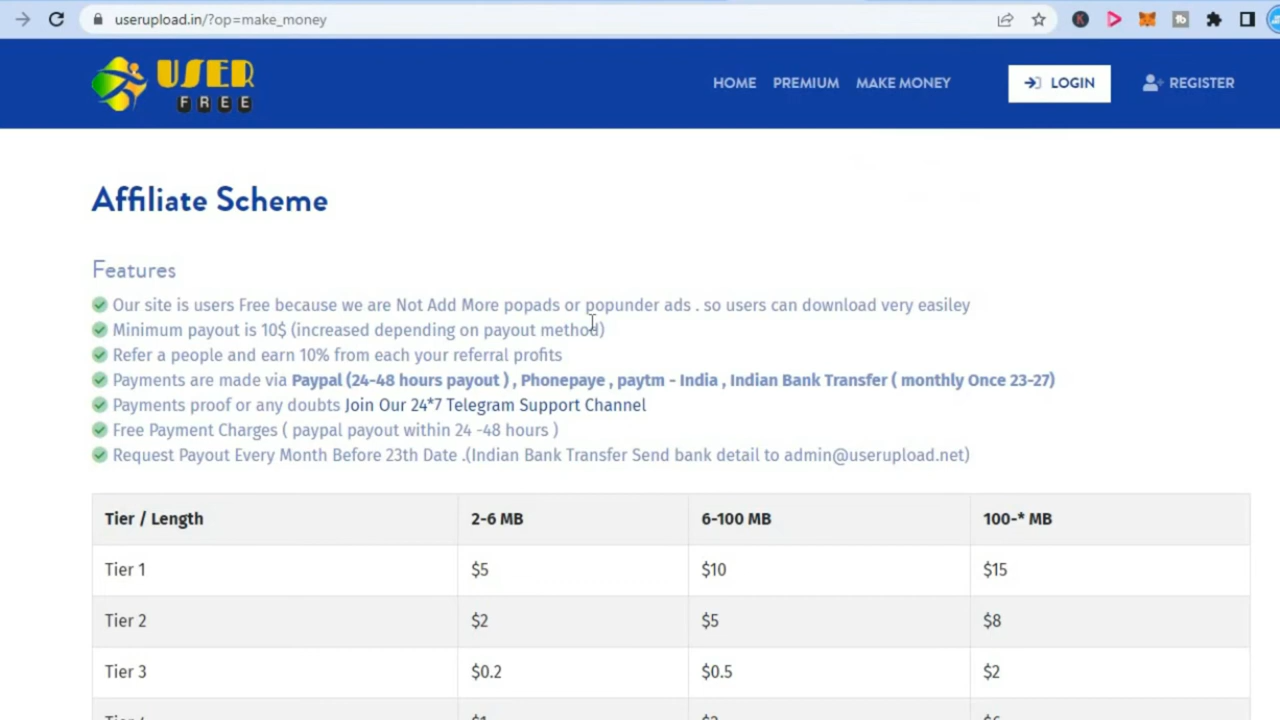 userupload.in/?op=make_money
USER
FREE
HOME PREMIUM MAKE MONEY LOGIN REGISTER
Affiliate Scheme
Features
Our site is users Free because we are Not Add More popads or popunder ads . so users can download very easiley
Minimum payout is 10$ (increased depending on payout method)
Refer a people and earn 10% from each your referral profits
Payments are made via Paypal (24-48 hours payout ) , Phonepaye , paytm - India , Indian Bank Transfer ( monthly Once 23-27)
Payments proof or any doubts Join Our 24*7 Telegram Support Channel
Free Payment Charges ( paypal payout within 24 -48 hours )
Request Payout Every Month Before 23th Date .(Indian Bank Transfer Send bank detail to admin@userupload.net)
Tier / Length 2-6 MB 6-100 MB 100-* MB
Tier 1 $5 $10 $15
Tier 2 $2 $5 $8
Tier 3 $0.2 $0.5 $2